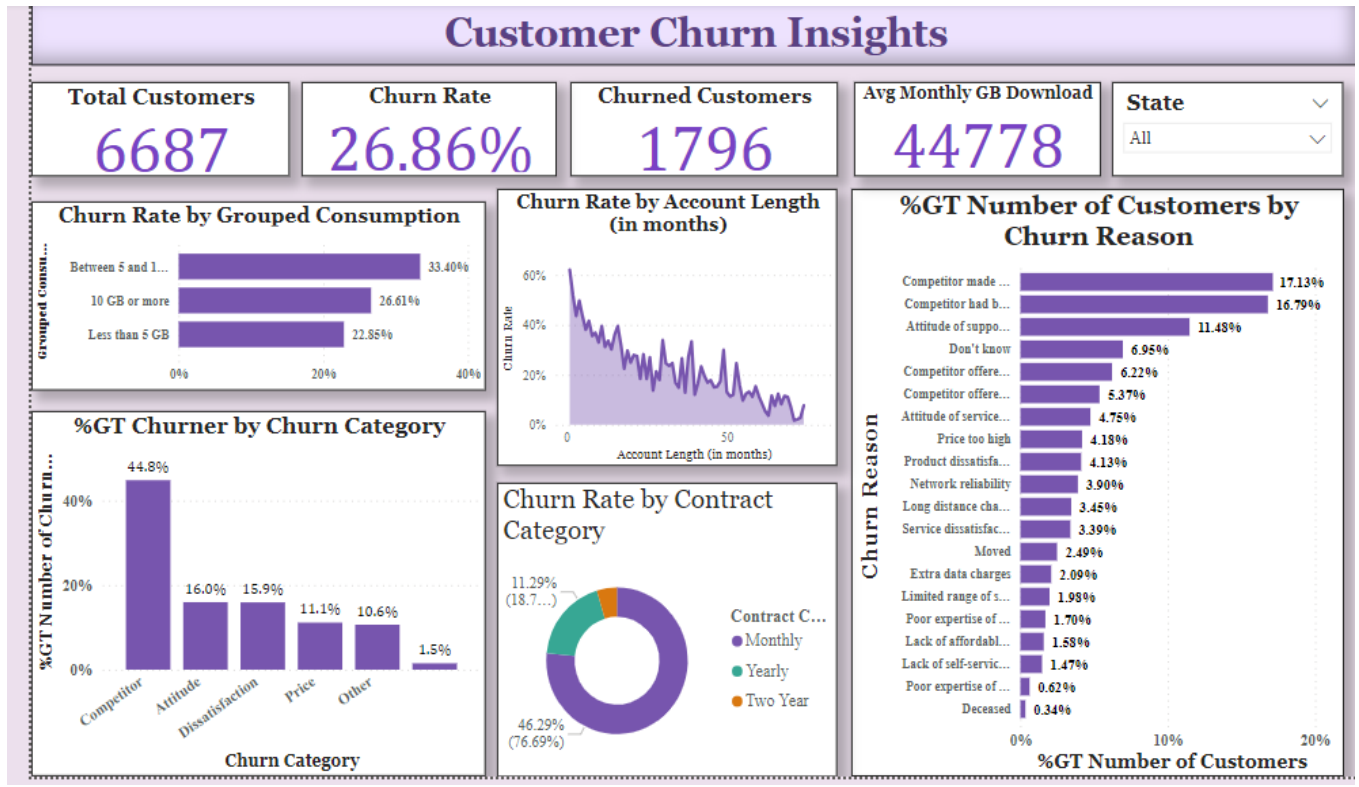 Customer Churn Insights
Total Customers
6687
Churn Rate
26.86%
Churned Customers
1796
Avg Monthly GB Download
44778
State
All
Churn Rate by Grouped Consumption
Grouped Consu...
Between 5 and 1...
33.40%
10 GB or more
26.61%
Less than 5 GB
22.85%
0%
20%
40%
Churn Rate by Account Length
(in months)
Churn Rate
60%
40%
20%
0%
0
50
Account Length (in months)
%GT Number of Customers by
Churn Reason
Churn Reason
Competitor made ...
17.13%
Competitor had b...
16.79%
Attitude of suppo...
11.48%
Don't know
6.95%
Competitor offere...
6.22%
Competitor offere...
5.37%
Attitude of service...
4.75%
Price too high
4.18%
Product dissatisfa...
4.13%
Network reliability
3.90%
Long distance cha...
3.45%
Service dissatisfac...
3.39%
Moved
2.49%
Extra data charges
2.09%
Limited range of s...
1.98%
Poor expertise of ...
1.70%
Lack of affordabl...
1.58%
Lack of self-servic...
1.47%
Poor expertise of ...
0.62%
Deceased
0.34%
0%
10%
20%
%GT Number of Customers
%GT Churner by Churn Category
%GT Number of Churn...
40%
20%
0%
44.8%
16.0%
15.9%
11.1%
10.6%
1.5%
Competitor
Attitude
Dissatisfaction
Price
Other
Churn Category
Churn Rate by Contract
Category
11.29%
(18.7...)
46.29%
(76.69%)
Contract C...
Monthly
Yearly
Two Year